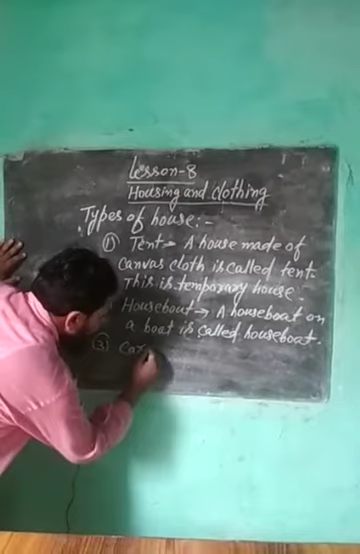 Lesson-8
Housing and clothing
Types of house:-
(1) Tent → A house made of
canvas cloth is called tent.
This is temporary house.
Houseboat → A houseboat on
a boat is called houseboat.
(3) Car